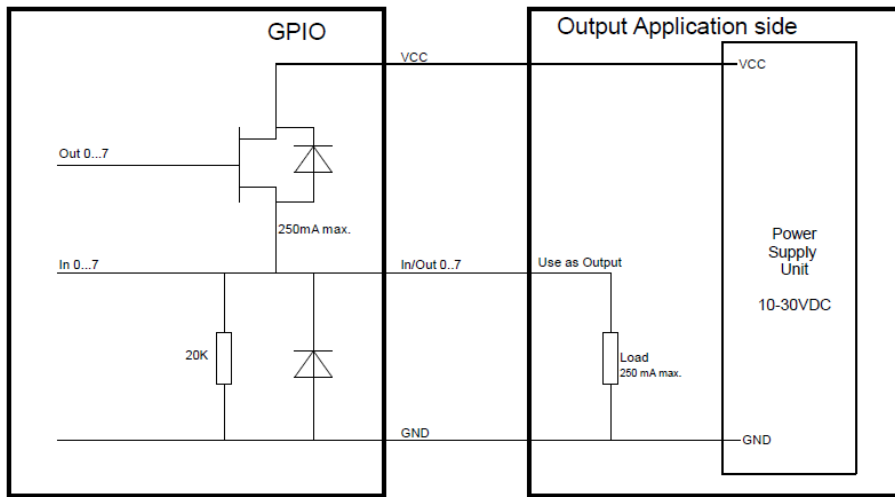 GPIO
Output Application side
VCC
VCC
Out 0...7
250mA max.
In 0...7
In/Out 0..7
Use as Output
Power
Supply
Unit
10-30VDC
20K
Load
250 mA max.
GND
GND